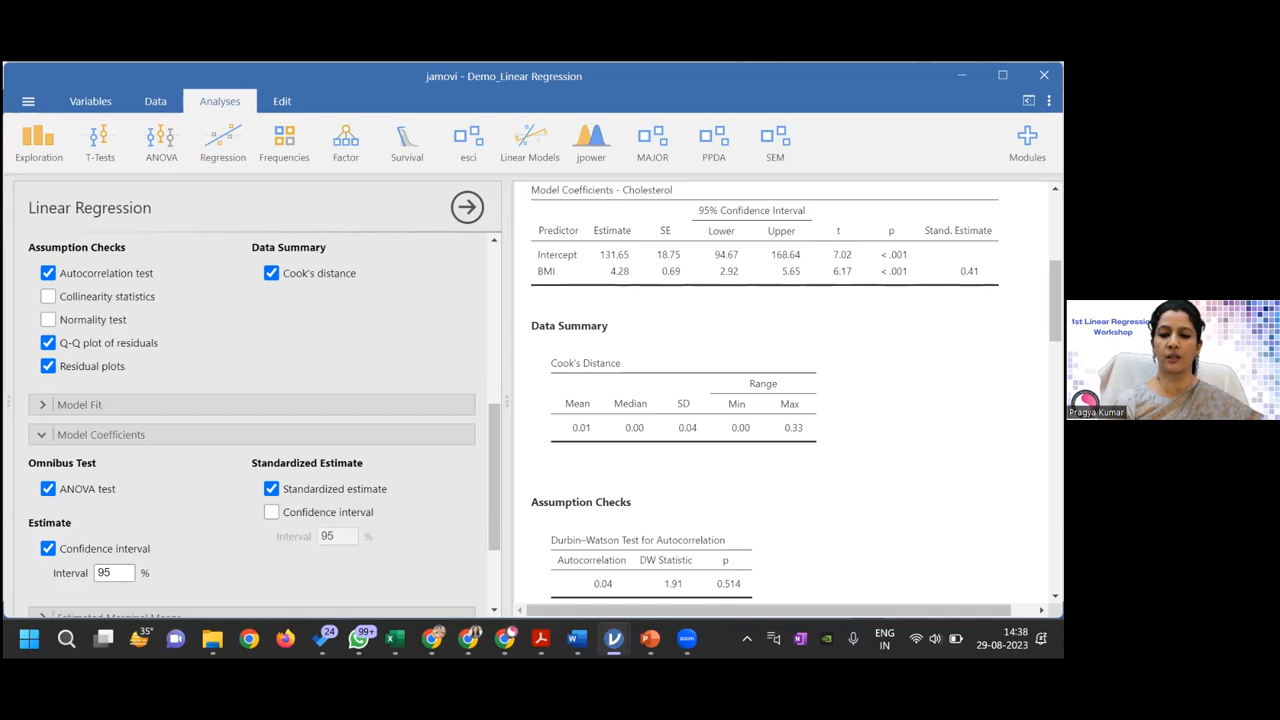 jamovi - Demo_Linear Regression
Variables Data Analyses Edit
Exploration T-Tests ANOVA Regression Frequencies Factor Survival esci Linear Models jpower MAJOR PPDA SEM Modules
Linear Regression
Assumption Checks Data Summary
Autocorrelation test Cook's distance
Collinearity statistics
Normality test
Q-Q plot of residuals
Residual plots
Model Fit
Model Coefficients
Omnibus Test Standardized Estimate
ANOVA test Standardized estimate
Confidence interval
Interval 95 %
Estimate
Confidence interval
Interval 95 %
Estimated Marginal Means
Model Coefficients - Cholesterol
95% Confidence Interval
Predictor Estimate SE Lower Upper t p Stand. Estimate
Intercept 131.65 18.75 94.67 168.64 7.02 < .001
BMI 4.28 0.69 2.92 5.65 6.17 < .001 0.41
Data Summary
Cook's Distance
Range
Mean Median SD Min Max
0.01 0.00 0.04 0.00 0.33
Assumption Checks
Durbin–Watson Test for Autocorrelation
Autocorrelation DW Statistic p
0.04 1.91 0.514
1st Linear Regressio
Workshop
Pragya Kumar
35°
24
99+
zoom
ENG
IN
14:38
29-08-2023